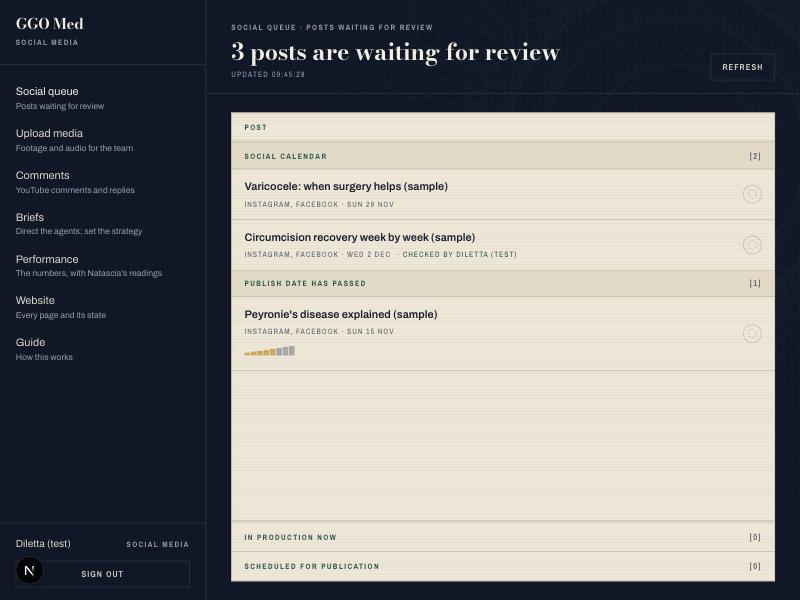 GGO Med
SOCIAL MEDIA
Social queue
Posts waiting for review
Upload media
Footage and audio for the team
Comments
YouTube comments and replies
Briefs
Direct the agents; set the strategy
Performance
The numbers, with Natascia's readings
Website
Every page and its state
Guide
How this works
Diletta (test) SOCIAL MEDIA
N
SIGN OUT
SOCIAL QUEUE · POSTS WAITING FOR REVIEW
3 posts are waiting for review
UPDATED 09:45:28
REFRESH
POST
SOCIAL CALENDAR [2]
Varicocele: when surgery helps (sample)
INSTAGRAM, FACEBOOK · SUN 29 NOV
Circumcision recovery week by week (sample)
INSTAGRAM, FACEBOOK · WED 2 DEC · CHECKED BY DILETTA (TEST)
PUBLISH DATE HAS PASSED [1]
Peyronie's disease explained (sample)
INSTAGRAM, FACEBOOK · SUN 15 NOV
IN PRODUCTION NOW [0]
SCHEDULED FOR PUBLICATION [0]